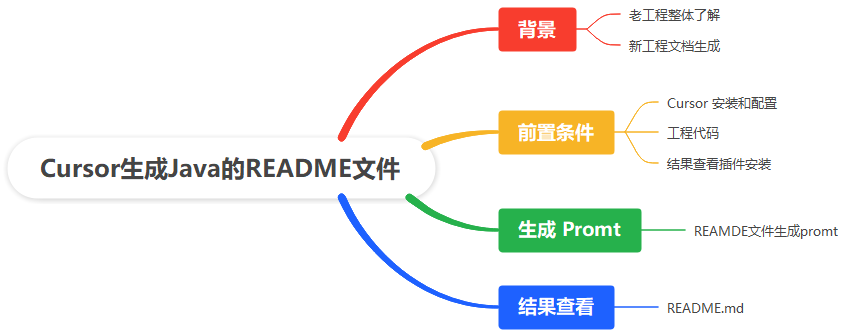 Cursor生成Java的README文件
背景
老工程整体了解
新工程文档生成
前置条件
Cursor 安装和配置
工程代码
结果查看插件安装
生成 Promt
REAMDE文件生成promt
结果查看
README.md